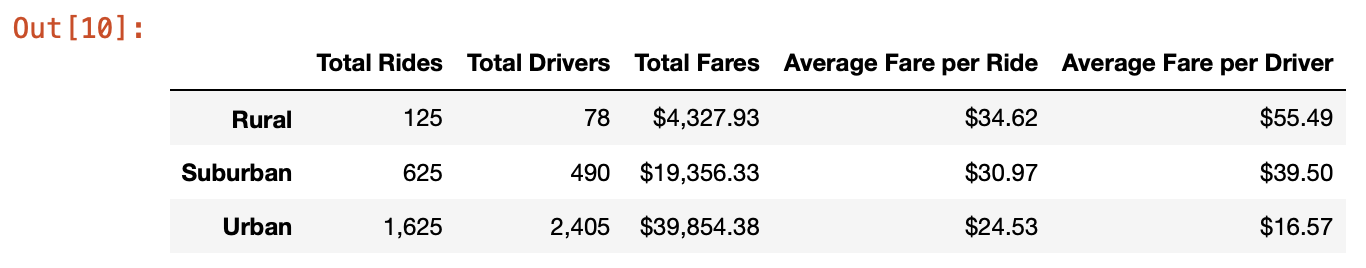 Out[10]:
Total Rides Total Drivers Total Fares Average Fare per Ride Average Fare per Driver
Rural 125 78 $4,327.93 $34.62 $55.49
Suburban 625 490 $19,356.33 $30.97 $39.50
Urban 1,625 2,405 $39,854.38 $24.53 $16.57